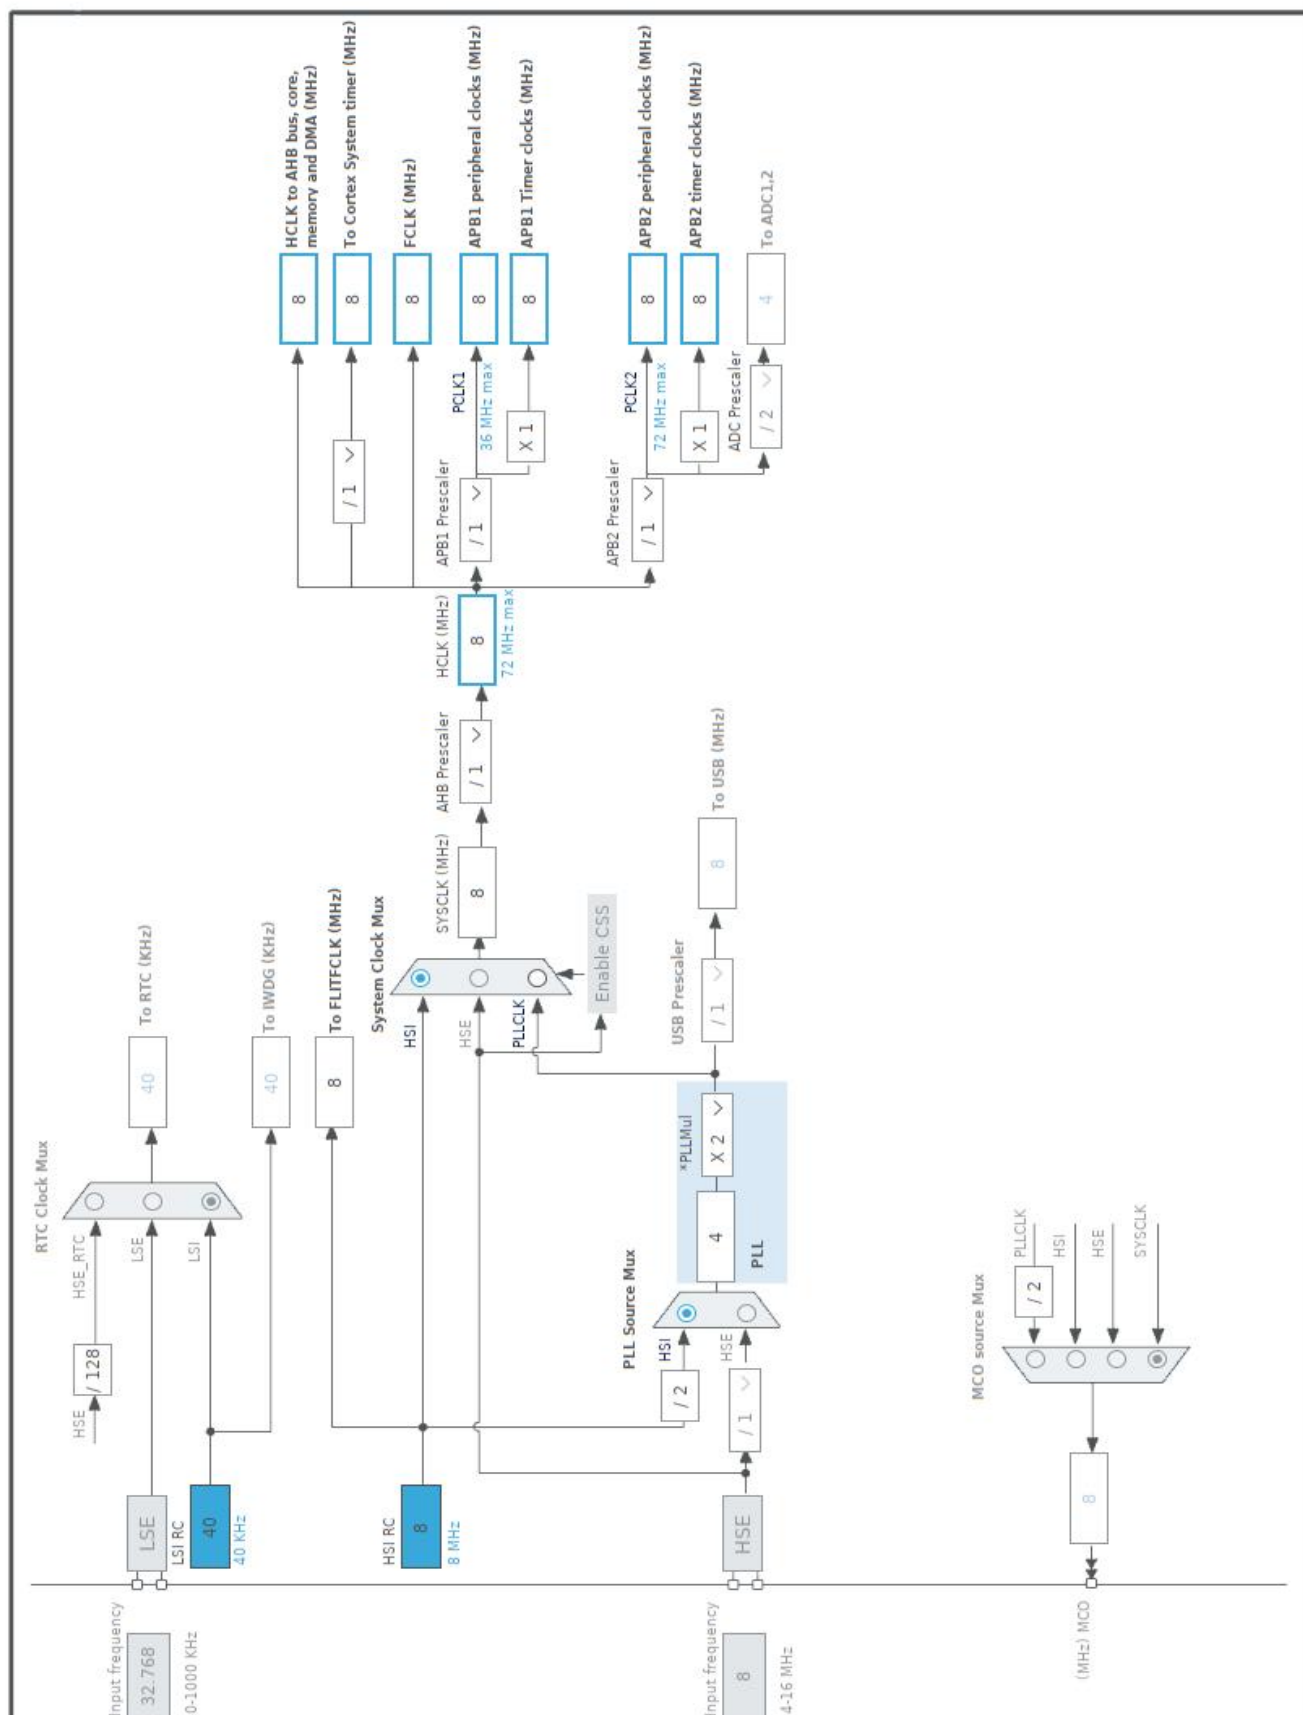 RTC Clock Mux
HSE
/ 128
HSE_RTC
To RTC (KHz)
40
Input frequency
32.768
0-1000 KHz
LSE
LSE
LSI RC
40
40 KHz
LSI
40
To IWDG (KHz)
8
To FLITFCLK (MHz)
HSI RC
8
8 MHz
System Clock Mux
HSI
HSE
PLLCLK
Enable CSS
SYSCLK (MHz)
8
AHB Prescaler
/ 1
HCLK (MHz)
8
72 MHz max
8
HCLK to AHB bus, core,
memory and DMA (MHz)
/ 1
8
To Cortex System timer (MHz)
8
FCLK (MHz)
APB1 Prescaler
/ 1
PCLK1
36 MHz max
8
APB1 peripheral clocks (MHz)
X 1
8
APB1 Timer clocks (MHz)
APB2 Prescaler
/ 1
PCLK2
72 MHz max
8
APB2 peripheral clocks (MHz)
X 1
8
APB2 timer clocks (MHz)
ADC Prescaler
/ 2
4
To ADC1,2
PLL Source Mux
HSI
/ 2
HSE
/ 1
4
*PLLMul
X 2
PLL
USB Prescaler
/ 1
8
To USB (MHz)
Input frequency
8
4-16 MHz
HSE
MCO source Mux
PLLCLK
/ 2
HSI
HSE
SYSCLK
8
(MHz) MCO